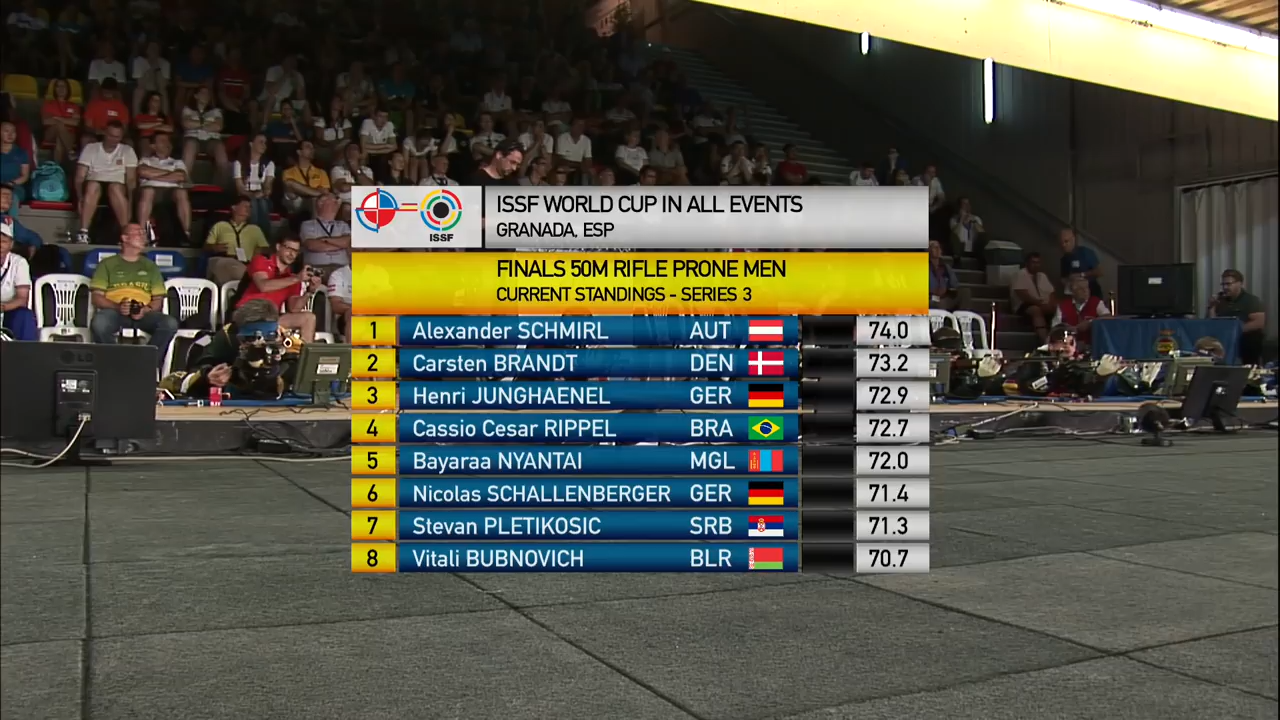 ISSF WORLD CUP IN ALL EVENTS
GRANADA, ESP
ISSF
FINALS 50M RIFLE PRONE MEN
CURRENT STANDINGS - SERIES 3
1 Alexander SCHMIRL AUT 74.0
2 Carsten BRANDT DEN 73.2
3 Henri JUNGHAENEL GER 72.9
4 Cassio Cesar RIPPEL BRA 72.7
5 Bayaraa NYANTAI MGL 72.0
6 Nicolas SCHALLENBERGER GER 71.4
7 Stevan PLETIKOSIC SRB 71.3
8 Vitali BUBNOVICH BLR 70.7
BRASIL
LG